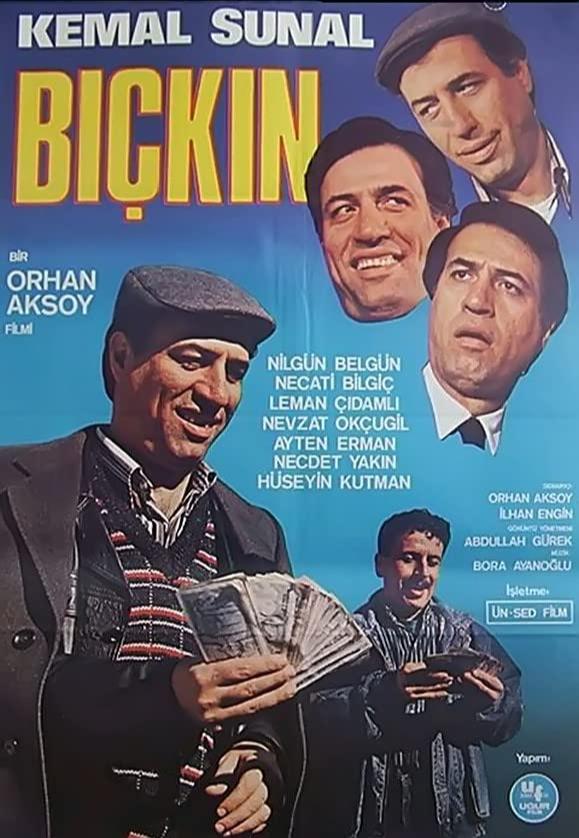 KEMAL SUNAL
BIÇKIN
BİR
ORHAN
AKSOY
FİLMİ
NİLGÜN BELGÜN
NECATİ BİLGİÇ
LEMAN ÇIDAMLI
NEVZAT OKÇUGİL
AYTEN ERMAN
NECDET YAKIN
HÜSEYİN KUTMAN
SENARYO:
ORHAN AKSOY
İLHAN ENGİN
GÖRÜNTÜ YÖNETMENİ
ABDULLAH GÜREK
MÜZİK
BORA AYANOĞLU
İşletme:
ÜN-SED FİLM
Yapım:
uf
UĞUR
FİLM